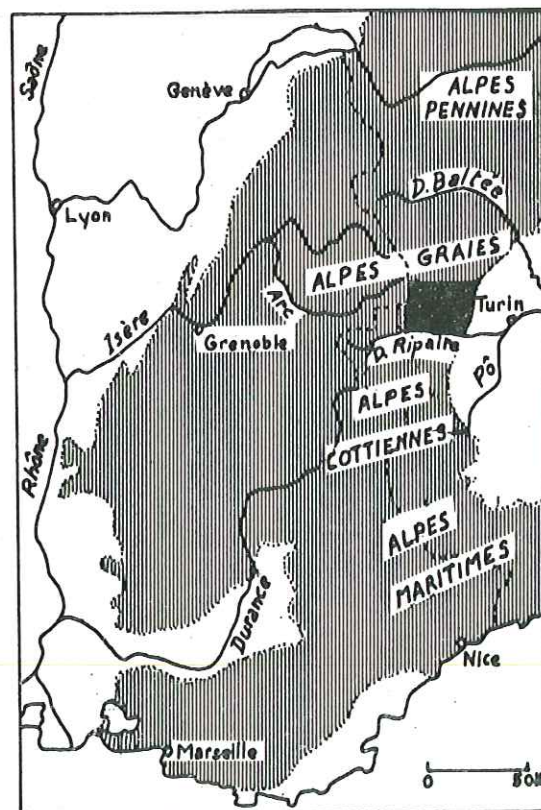 Saône
Genève
ALPES
PENNINES
D. Baltée
Lyon
ALPES GRAIES
Arc
Turin
Isère
Grenoble
D. Ripaire
Pô
ALPES
COTTIENNES
Rhône
ALPES
MARITIMES
Durance
Nice
Marseille
0